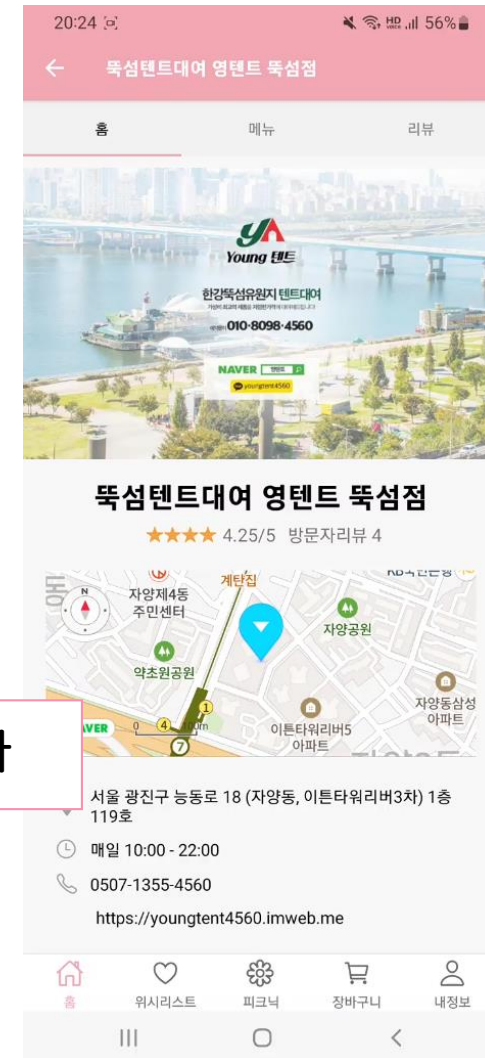 20:24
56%
뚝섬텐트대여 영텐트 뚝섬점
홈 메뉴 리뷰
Young 텐트
한강뚝섬유원지 텐트대여
010·8098·4560
NAVER 영텐트
youngtent4560
뚝섬텐트대여 영텐트 뚝섬점
4.25/5 방문자리뷰 4
계탄집
N
자양제4동
주민센터
자양공원
약초원공원
자양동삼성
아파트
이튼타워리버5
아파트
1
4
7
0
서울 광진구 능동로 18 (자양동, 이튼타워리버3차) 1층
119호
매일 10:00 - 22:00
0507-1355-4560
https://youngtent4560.imweb.me
홈 위시리스트 피크닉 장바구니 내정보